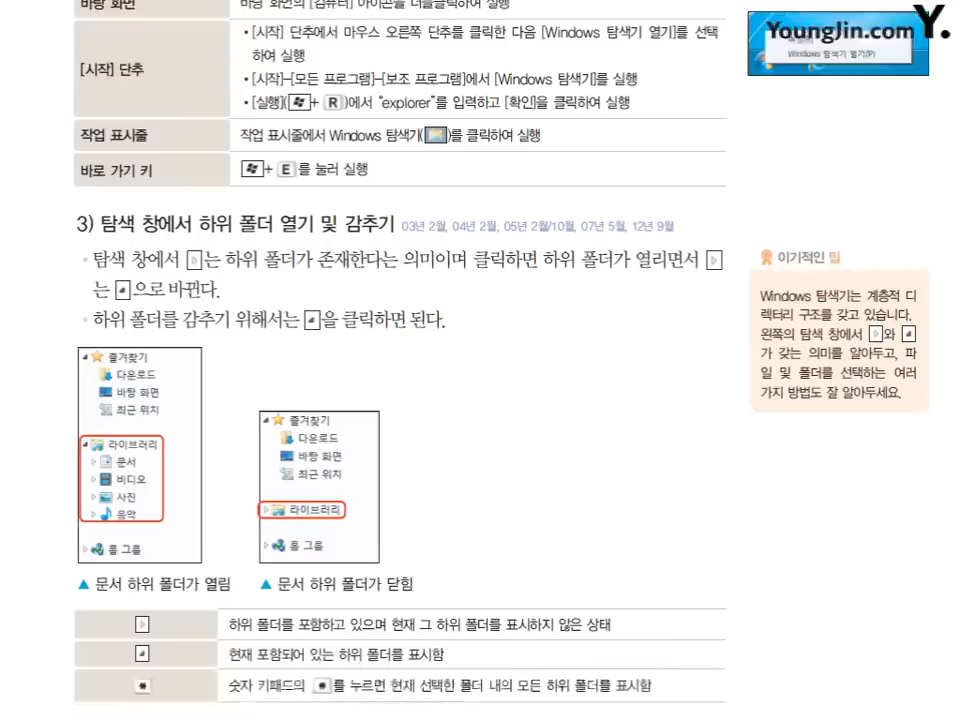 바탕 화면
바탕 화면의 [컴퓨터] 아이콘을 더블클릭하여 실행
[시작] 단추
• [시작] 단추에서 마우스 오른쪽 단추를 클릭한 다음 [Windows 탐색기 열기]를 선택
하여 실행
• [시작]-[모든 프로그램]-[보조 프로그램]에서 [Windows 탐색기]를 실행
• [실행](+ R)에서 “explorer”를 입력하고 [확인]을 클릭하여 실행
작업 표시줄
작업 표시줄에서 Windows 탐색기()를 클릭하여 실행
바로 가기 키
+ E 를 눌러 실행
YoungJin.com Y.
Windows 탐색기 열기(P)
3) 탐색 창에서 하위 폴더 열기 및 감추기 03년 2월, 04년 2월, 05년 2월/10월, 07년 5월, 12년 9월
• 탐색 창에서 ▷는 하위 폴더가 존재한다는 의미이며 클릭하면 하위 폴더가 열리면서 ▷
는 ◢으로 바뀐다.
• 하위 폴더를 감추기 위해서는 ◢을 클릭하면 된다.
이기적인 팁
Windows 탐색기는 계층적 디
렉터리 구조를 갖고 있습니다.
왼쪽의 탐색 창에서 ▷와 ◢
가 갖는 의미를 알아두고, 파
일 및 폴더를 선택하는 여러
가지 방법도 잘 알아두세요.
◢ 즐겨찾기
다운로드
바탕 화면
최근 위치
◢ 라이브러리
▷ 문서
▷ 비디오
▷ 사진
▷ 음악
▷ 홈 그룹
▲ 문서 하위 폴더가 열림
◢ 즐겨찾기
다운로드
바탕 화면
최근 위치
▷ 라이브러리
▷ 홈 그룹
▲ 문서 하위 폴더가 닫힘
▷ 하위 폴더를 포함하고 있으며 현재 그 하위 폴더를 표시하지 않은 상태
◢ 현재 포함되어 있는 하위 폴더를 표시함
* 숫자 키패드의 * 를 누르면 현재 선택한 폴더 내의 모든 하위 폴더를 표시함